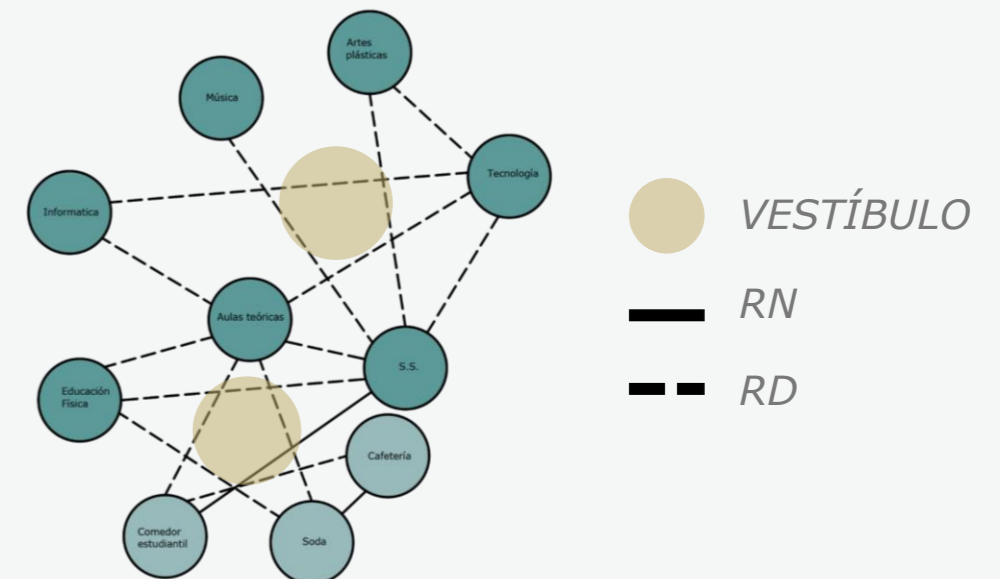 Artes
plásticas
Música
Tecnología
Informatica
Aulas teóricas
S.S.
Educación
Física
Cafetería
Comedor
estudiantil
Soda
VESTÍBULO
RN
RD